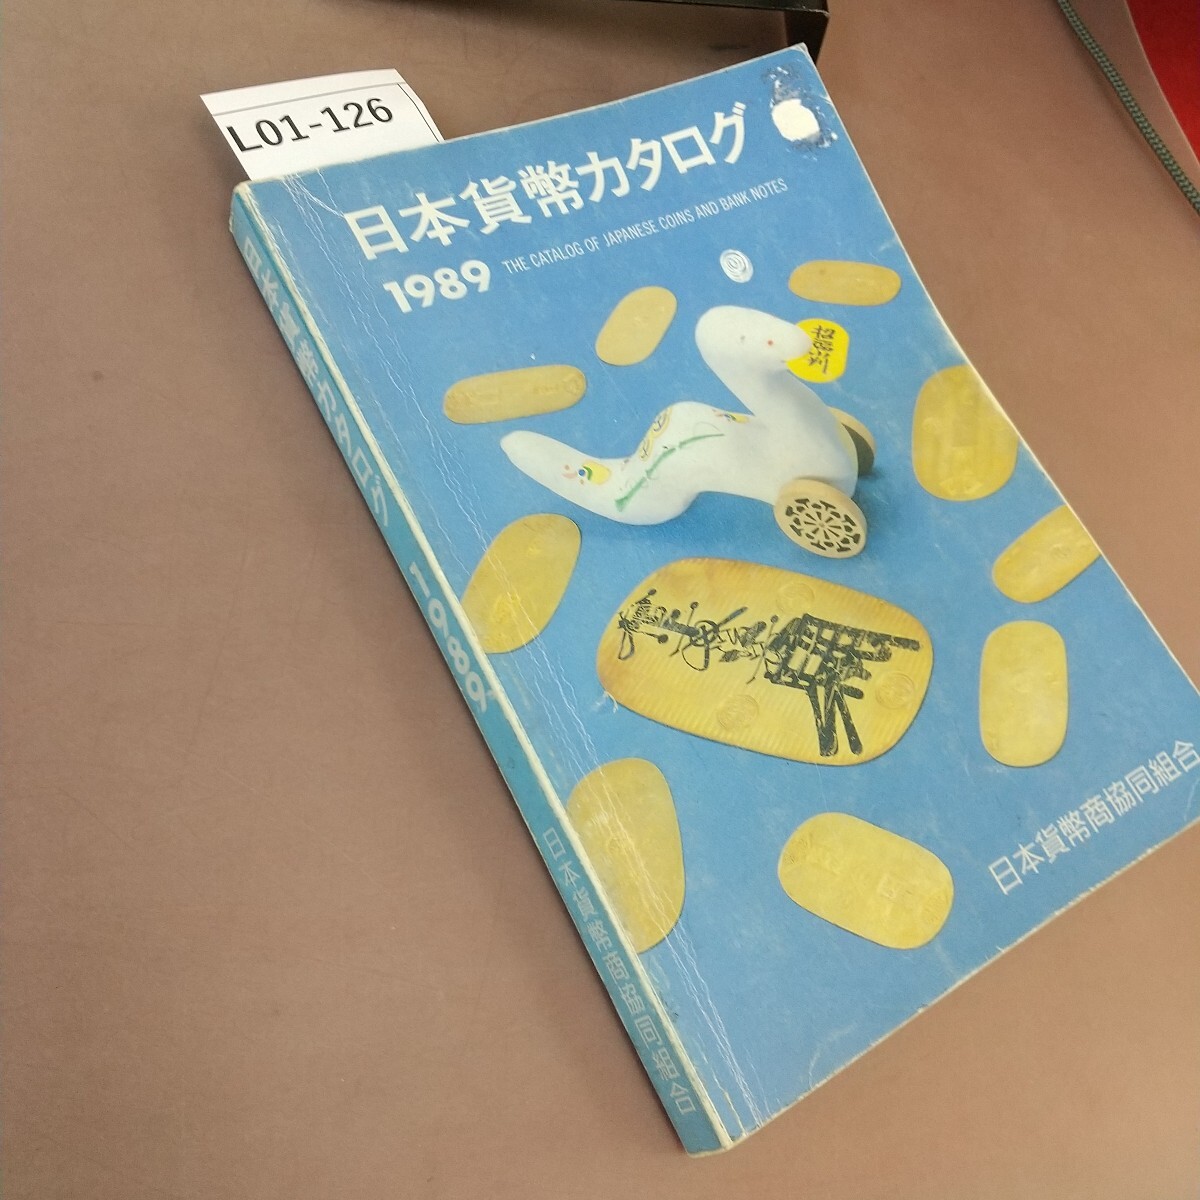 L01-126
日本貨幣カタログ
1989
THE CATALOG OF JAPANESE COINS AND BANK NOTES
日本貨幣商協同組合
日本貨幣カタログ 1989
日本貨幣商協同組合